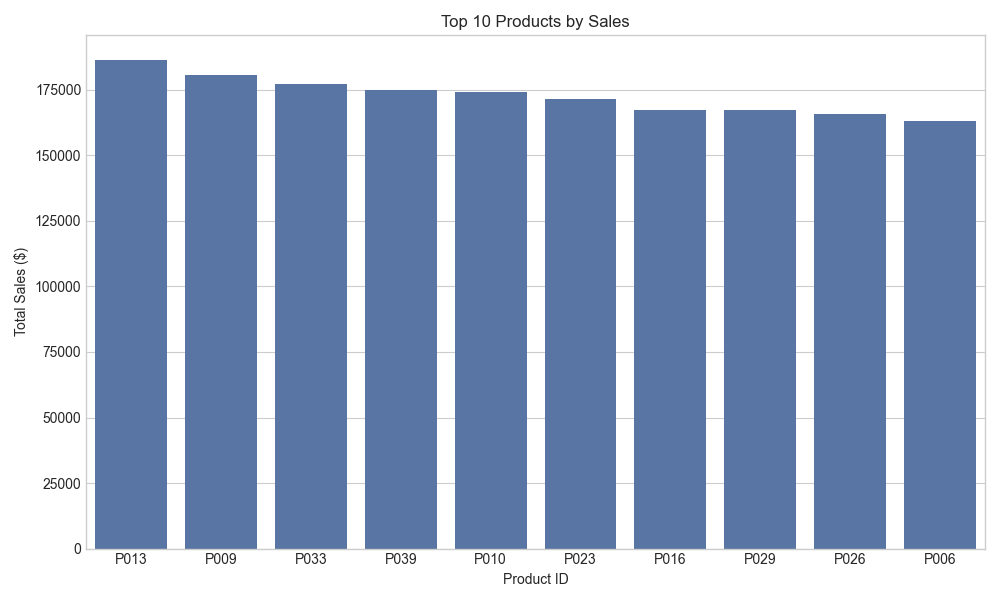 Top 10 Products by Sales
Total Sales ($)
175000
150000
125000
100000
75000
50000
25000
0
P013 P009 P033 P039 P010 P023 P016 P029 P026 P006
Product ID